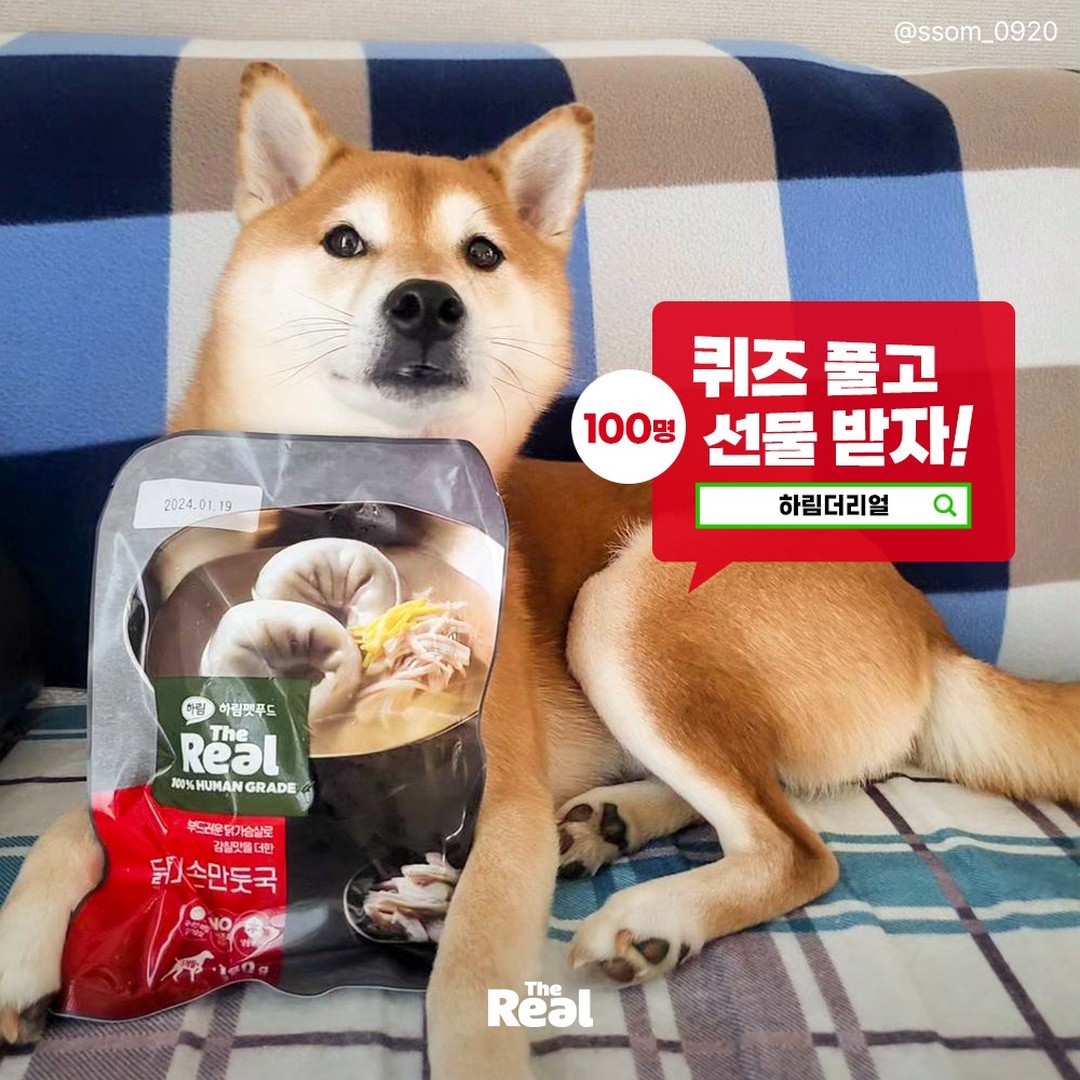 @ssom_0920
퀴즈 풀고
선물 받자!
100명
하림더리얼
2024.01.19
하림
하림펫푸드
The
Real
100% HUMAN GRADE
부드러운 닭가슴살로
감칠맛을 더한
손만둣국
NO
The
Real